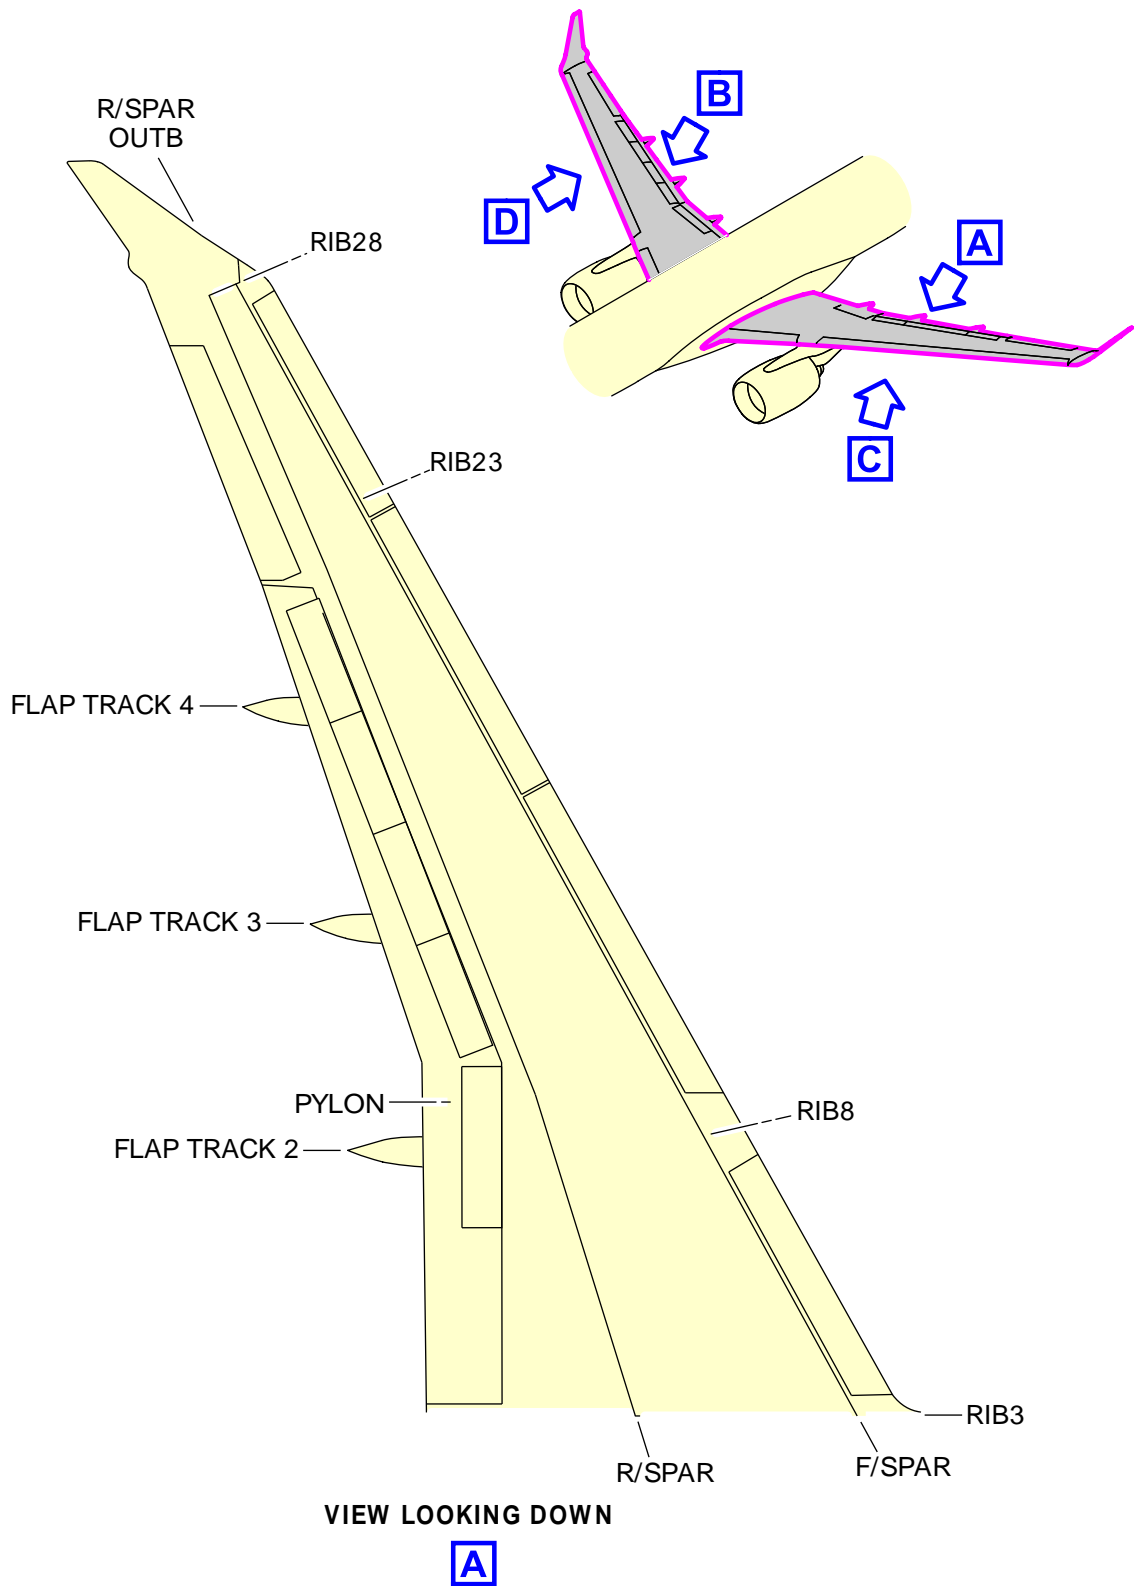 R/SPAR
OUTB
B
D
A
RIB28
C
RIB23
FLAP TRACK 4
FLAP TRACK 3
PYLON
RIB8
FLAP TRACK 2
RIB3
R/SPAR
F/SPAR
VIEW LOOKING DOWN
A